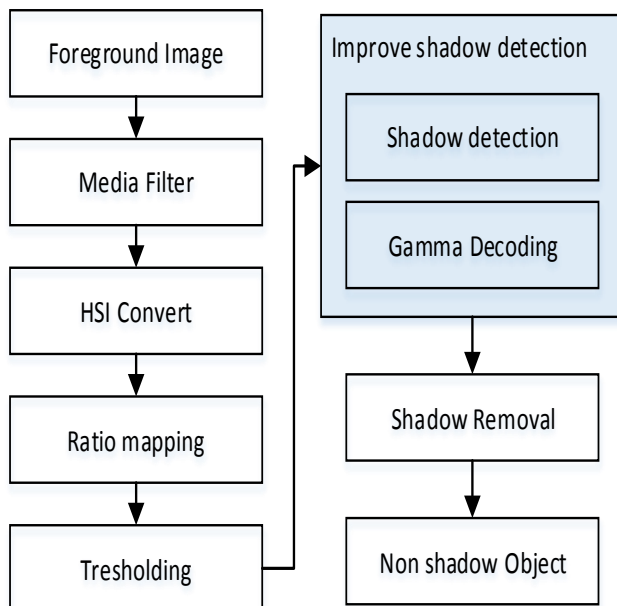 Foreground Image
Media Filter
HSI Convert
Ratio mapping
Tresholding
Improve shadow detection
Shadow detection
Gamma Decoding
Shadow Removal
Non shadow Object